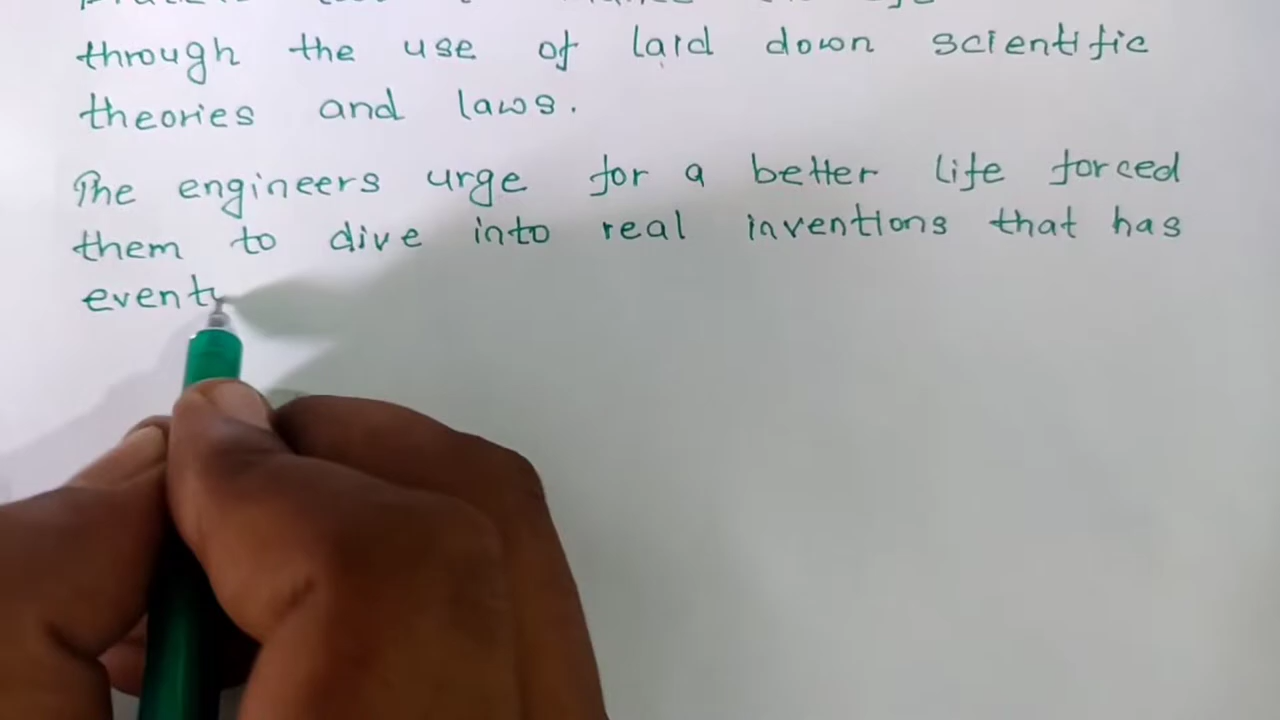 through the use of laid down scientific
theories and laws.
The engineers urge for a better life forced
them to dive into real inventions that has
eventu